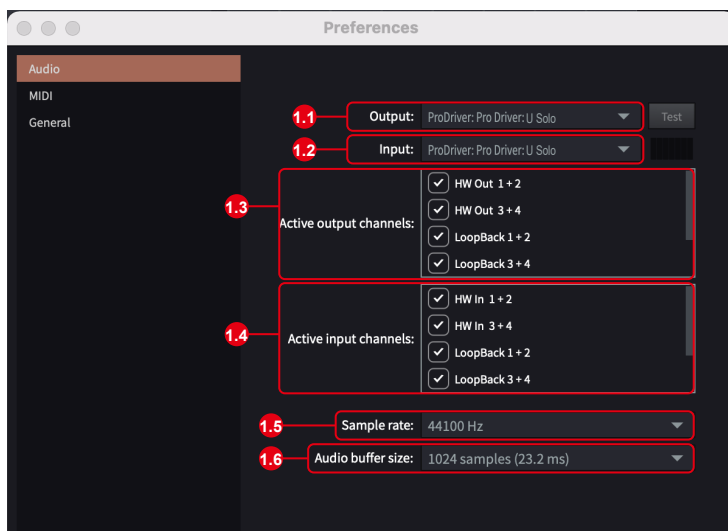 Preferences
Audio
MIDI
General
1.1 Output: ProDriver: Pro Driver: U Solo Test
1.2 Input: ProDriver: Pro Driver: U Solo
1.3 Active output channels:
HW Out 1 + 2
HW Out 3 + 4
LoopBack 1 + 2
LoopBack 3 + 4
1.4 Active input channels:
HW In 1 + 2
HW In 3 + 4
LoopBack 1 + 2
LoopBack 3 + 4
1.5 Sample rate: 44100 Hz
1.6 Audio buffer size: 1024 samples (23.2 ms)